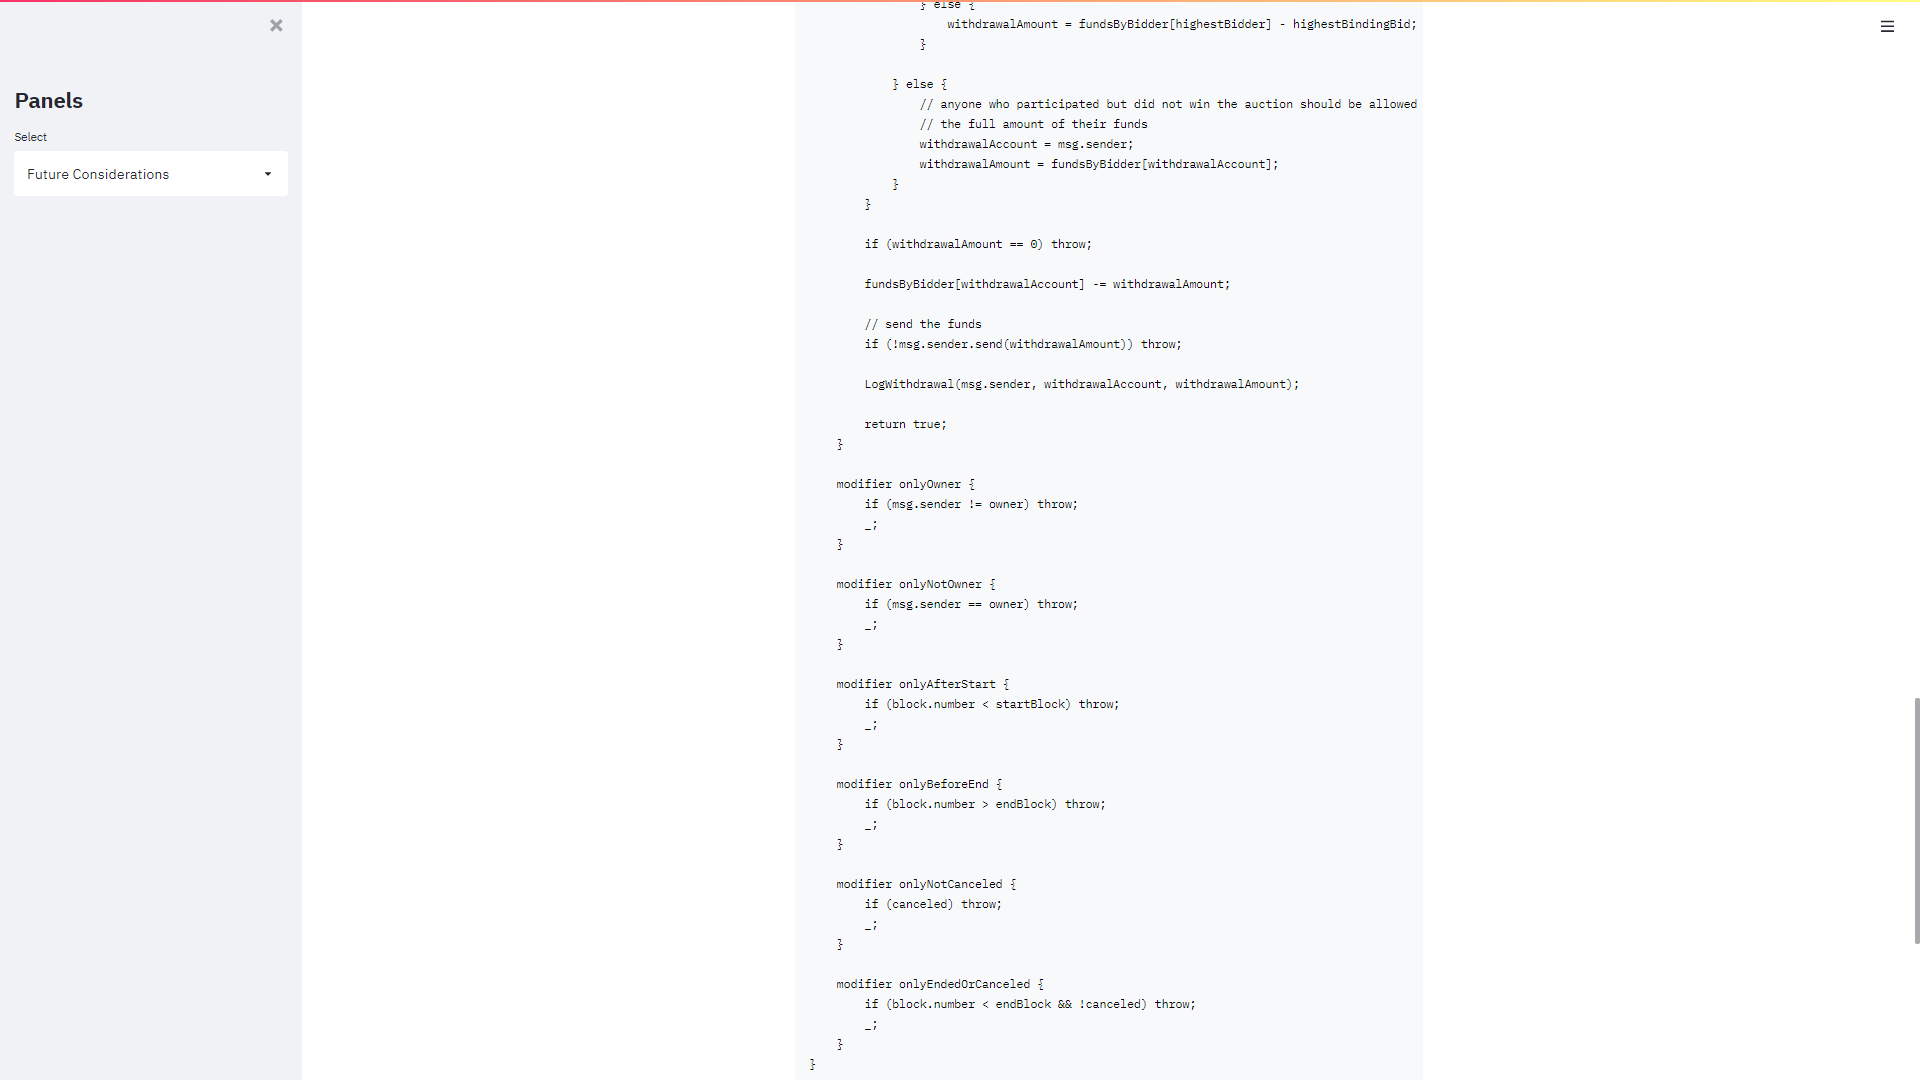 Panels
Select
Future Considerations
} else {
withdrawalAmount = fundsByBidder[highestBidder] - highestBindingBid;
}
} else {
// anyone who participated but did not win the auction should be allowed
// the full amount of their funds
withdrawalAccount = msg.sender;
withdrawalAmount = fundsByBidder[withdrawalAccount];
}
}
if (withdrawalAmount == 0) throw;
fundsByBidder[withdrawalAccount] -= withdrawalAmount;
// send the funds
if (!msg.sender.send(withdrawalAmount)) throw;
LogWithdrawal(msg.sender, withdrawalAccount, withdrawalAmount);
return true;
}
modifier onlyOwner {
if (msg.sender != owner) throw;
_;
}
modifier onlyNotOwner {
if (msg.sender == owner) throw;
_;
}
modifier onlyAfterStart {
if (block.number < startBlock) throw;
_;
}
modifier onlyBeforeEnd {
if (block.number > endBlock) throw;
_;
}
modifier onlyNotCanceled {
if (canceled) throw;
_;
}
modifier onlyEndedOrCanceled {
if (block.number < endBlock && !canceled) throw;
_;
}
}